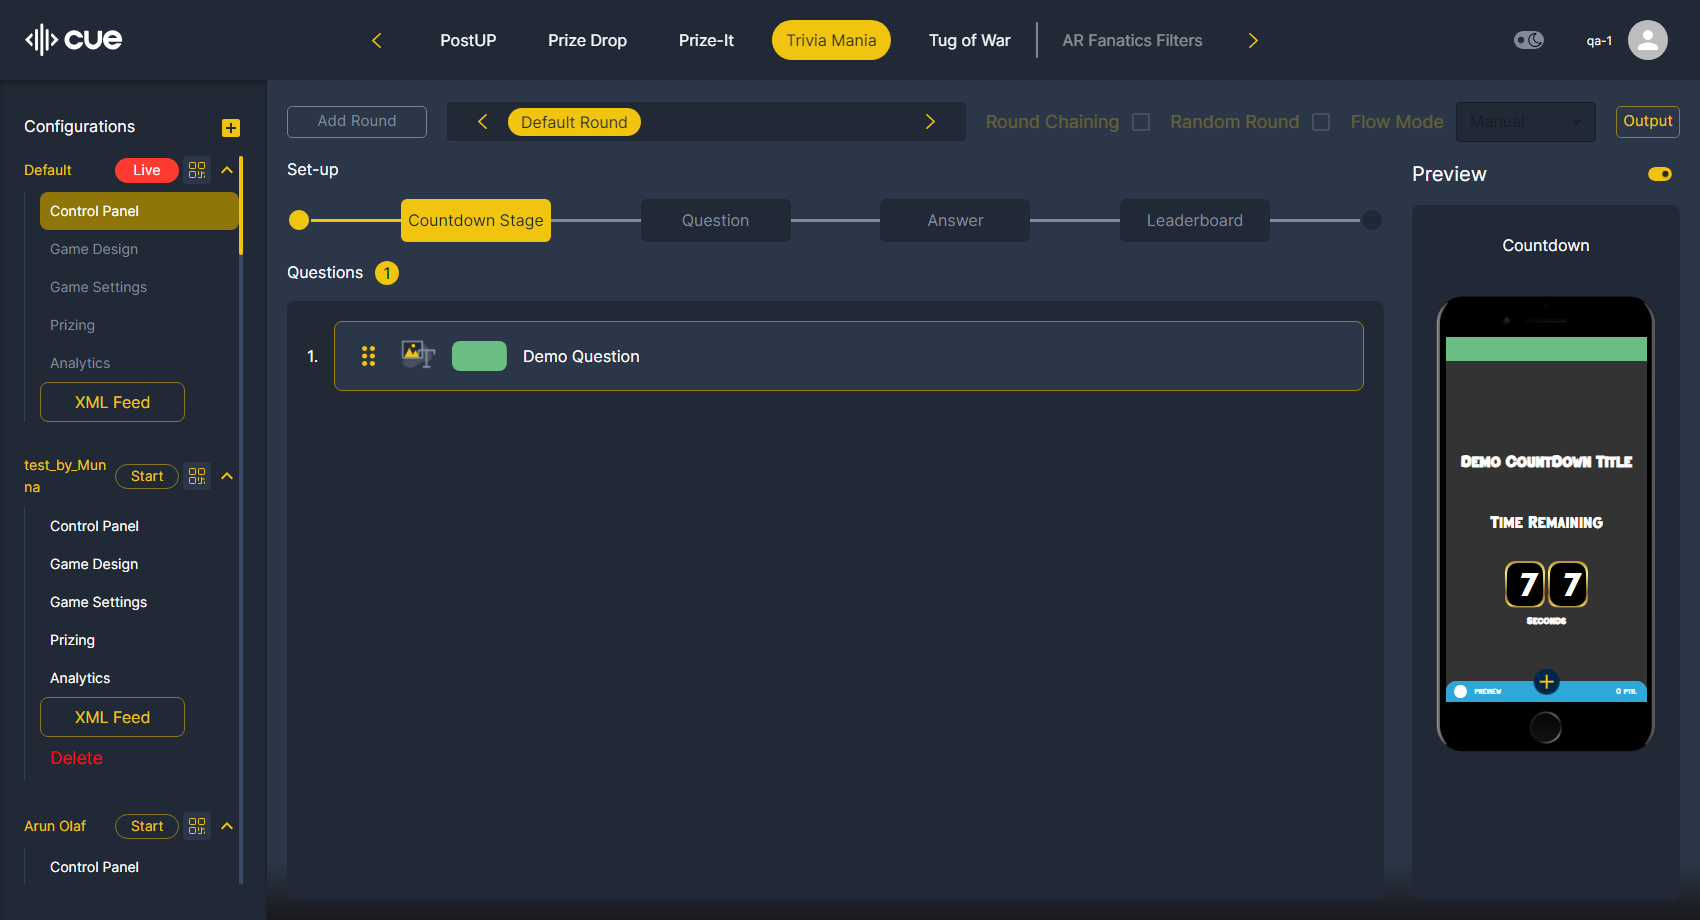 cue
PostUP
Prize Drop
Prize-It
Trivia Mania
Tug of War
AR Fanatics Filters
qa-1
Configurations
Default
Live
Control Panel
Game Design
Game Settings
Prizing
Analytics
XML Feed
test_by_Mun
na
Start
Control Panel
Game Design
Game Settings
Prizing
Analytics
XML Feed
Delete
Arun Olaf
Start
Control Panel
Add Round
Default Round
Round Chaining
Random Round
Flow Mode
Manual
Output
Set-up
Countdown Stage
Question
Answer
Leaderboard
Questions
1
1.
Demo Question
Preview
Countdown
Demo CountDown Title
Time Remaining
7 7
Seconds
PREVIEW
0 PTS.